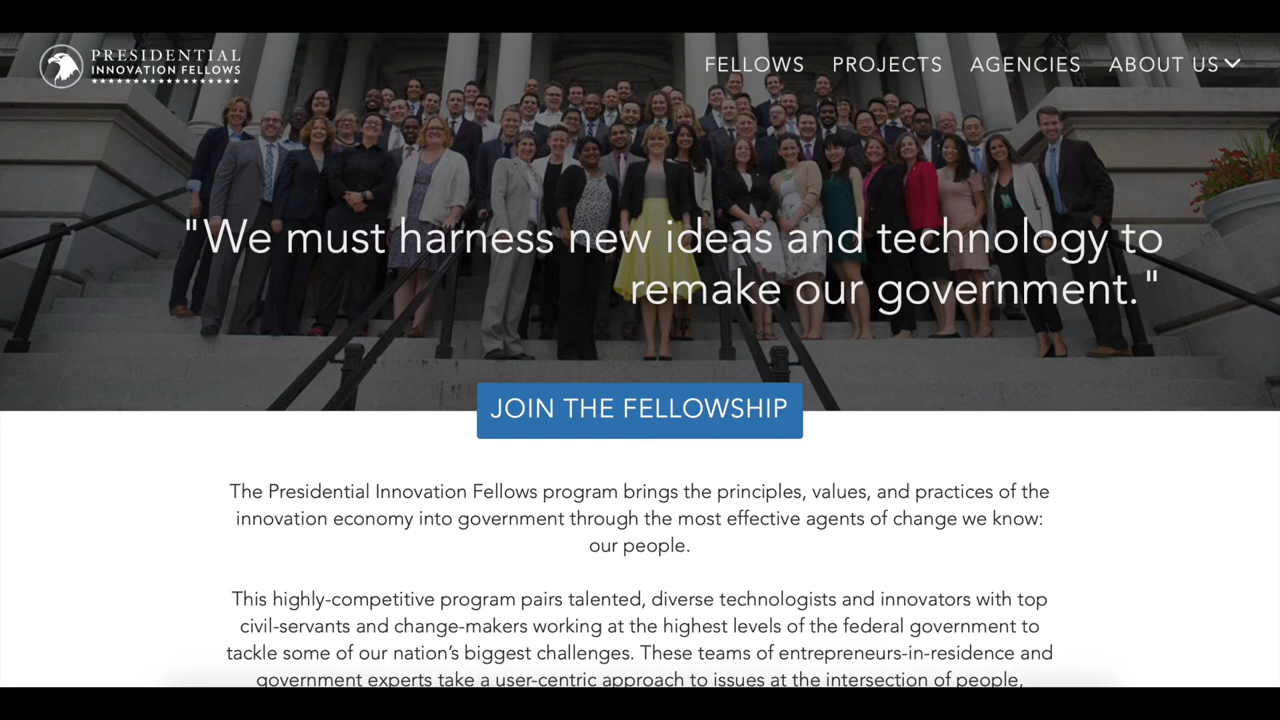 PRESIDENTIAL
INNOVATION FELLOWS
FELLOWS PROJECTS AGENCIES ABOUT US
"We must harness new ideas and technology to
remake our government."
JOIN THE FELLOWSHIP
The Presidential Innovation Fellows program brings the principles, values, and practices of the
innovation economy into government through the most effective agents of change we know:
our people.
This highly-competitive program pairs talented, diverse technologists and innovators with top
civil-servants and change-makers working at the highest levels of the federal government to
tackle some of our nation’s biggest challenges. These teams of entrepreneurs-in-residence and
government experts take a user-centric approach to issues at the intersection of people,